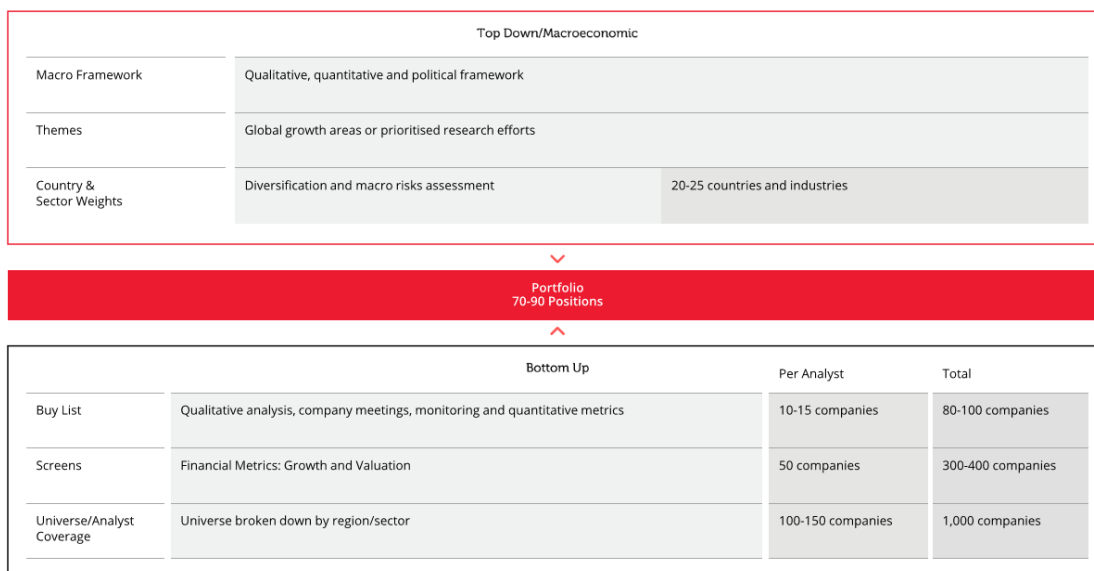 Top Down/Macroeconomic
Macro Framework
Qualitative, quantitative and political framework
Themes
Global growth areas or prioritised research efforts
Country &
Sector Weights
Diversification and macro risks assessment
20-25 countries and industries
Portfolio
70-90 Positions
Bottom Up
Per Analyst
Total
Buy List
Qualitative analysis, company meetings, monitoring and quantitative metrics
10-15 companies
80-100 companies
Screens
Financial Metrics: Growth and Valuation
50 companies
300-400 companies
Universe/Analyst
Coverage
Universe broken down by region/sector
100-150 companies
1,000 companies